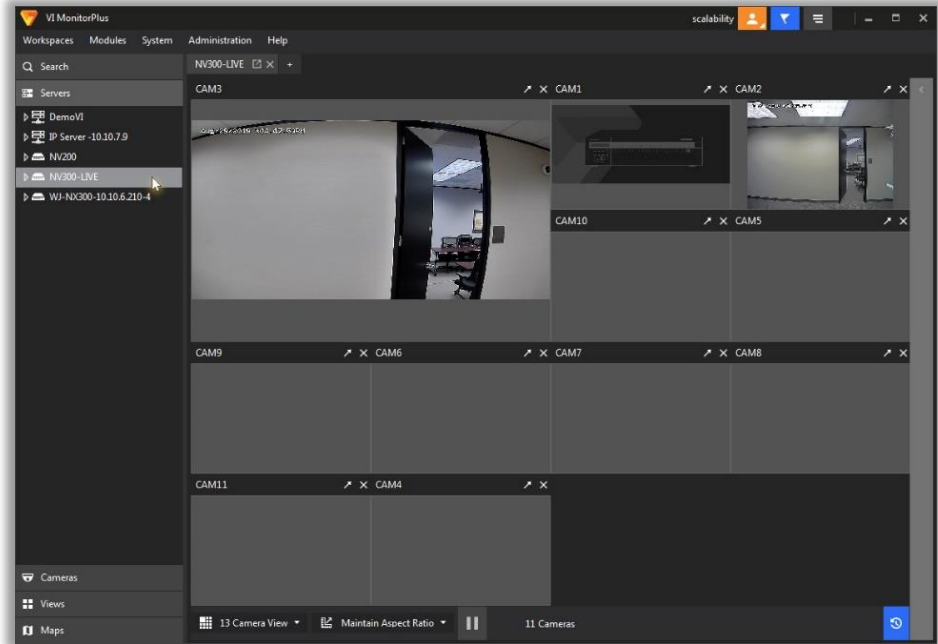 VI MonitorPlus
scalability
Workspaces Modules System Administration Help
Search
Servers
DemoVI
IP Server -10.10.7.9
NV200
NV300-LIVE
WJ-NX300-10.10.6.210-4
Cameras
Views
Maps
NV300-LIVE
CAM3
CAM1
CAM2
CAM10
CAM5
CAM9
CAM6
CAM7
CAM8
CAM11
CAM4
13 Camera View
Maintain Aspect Ratio
11 Cameras